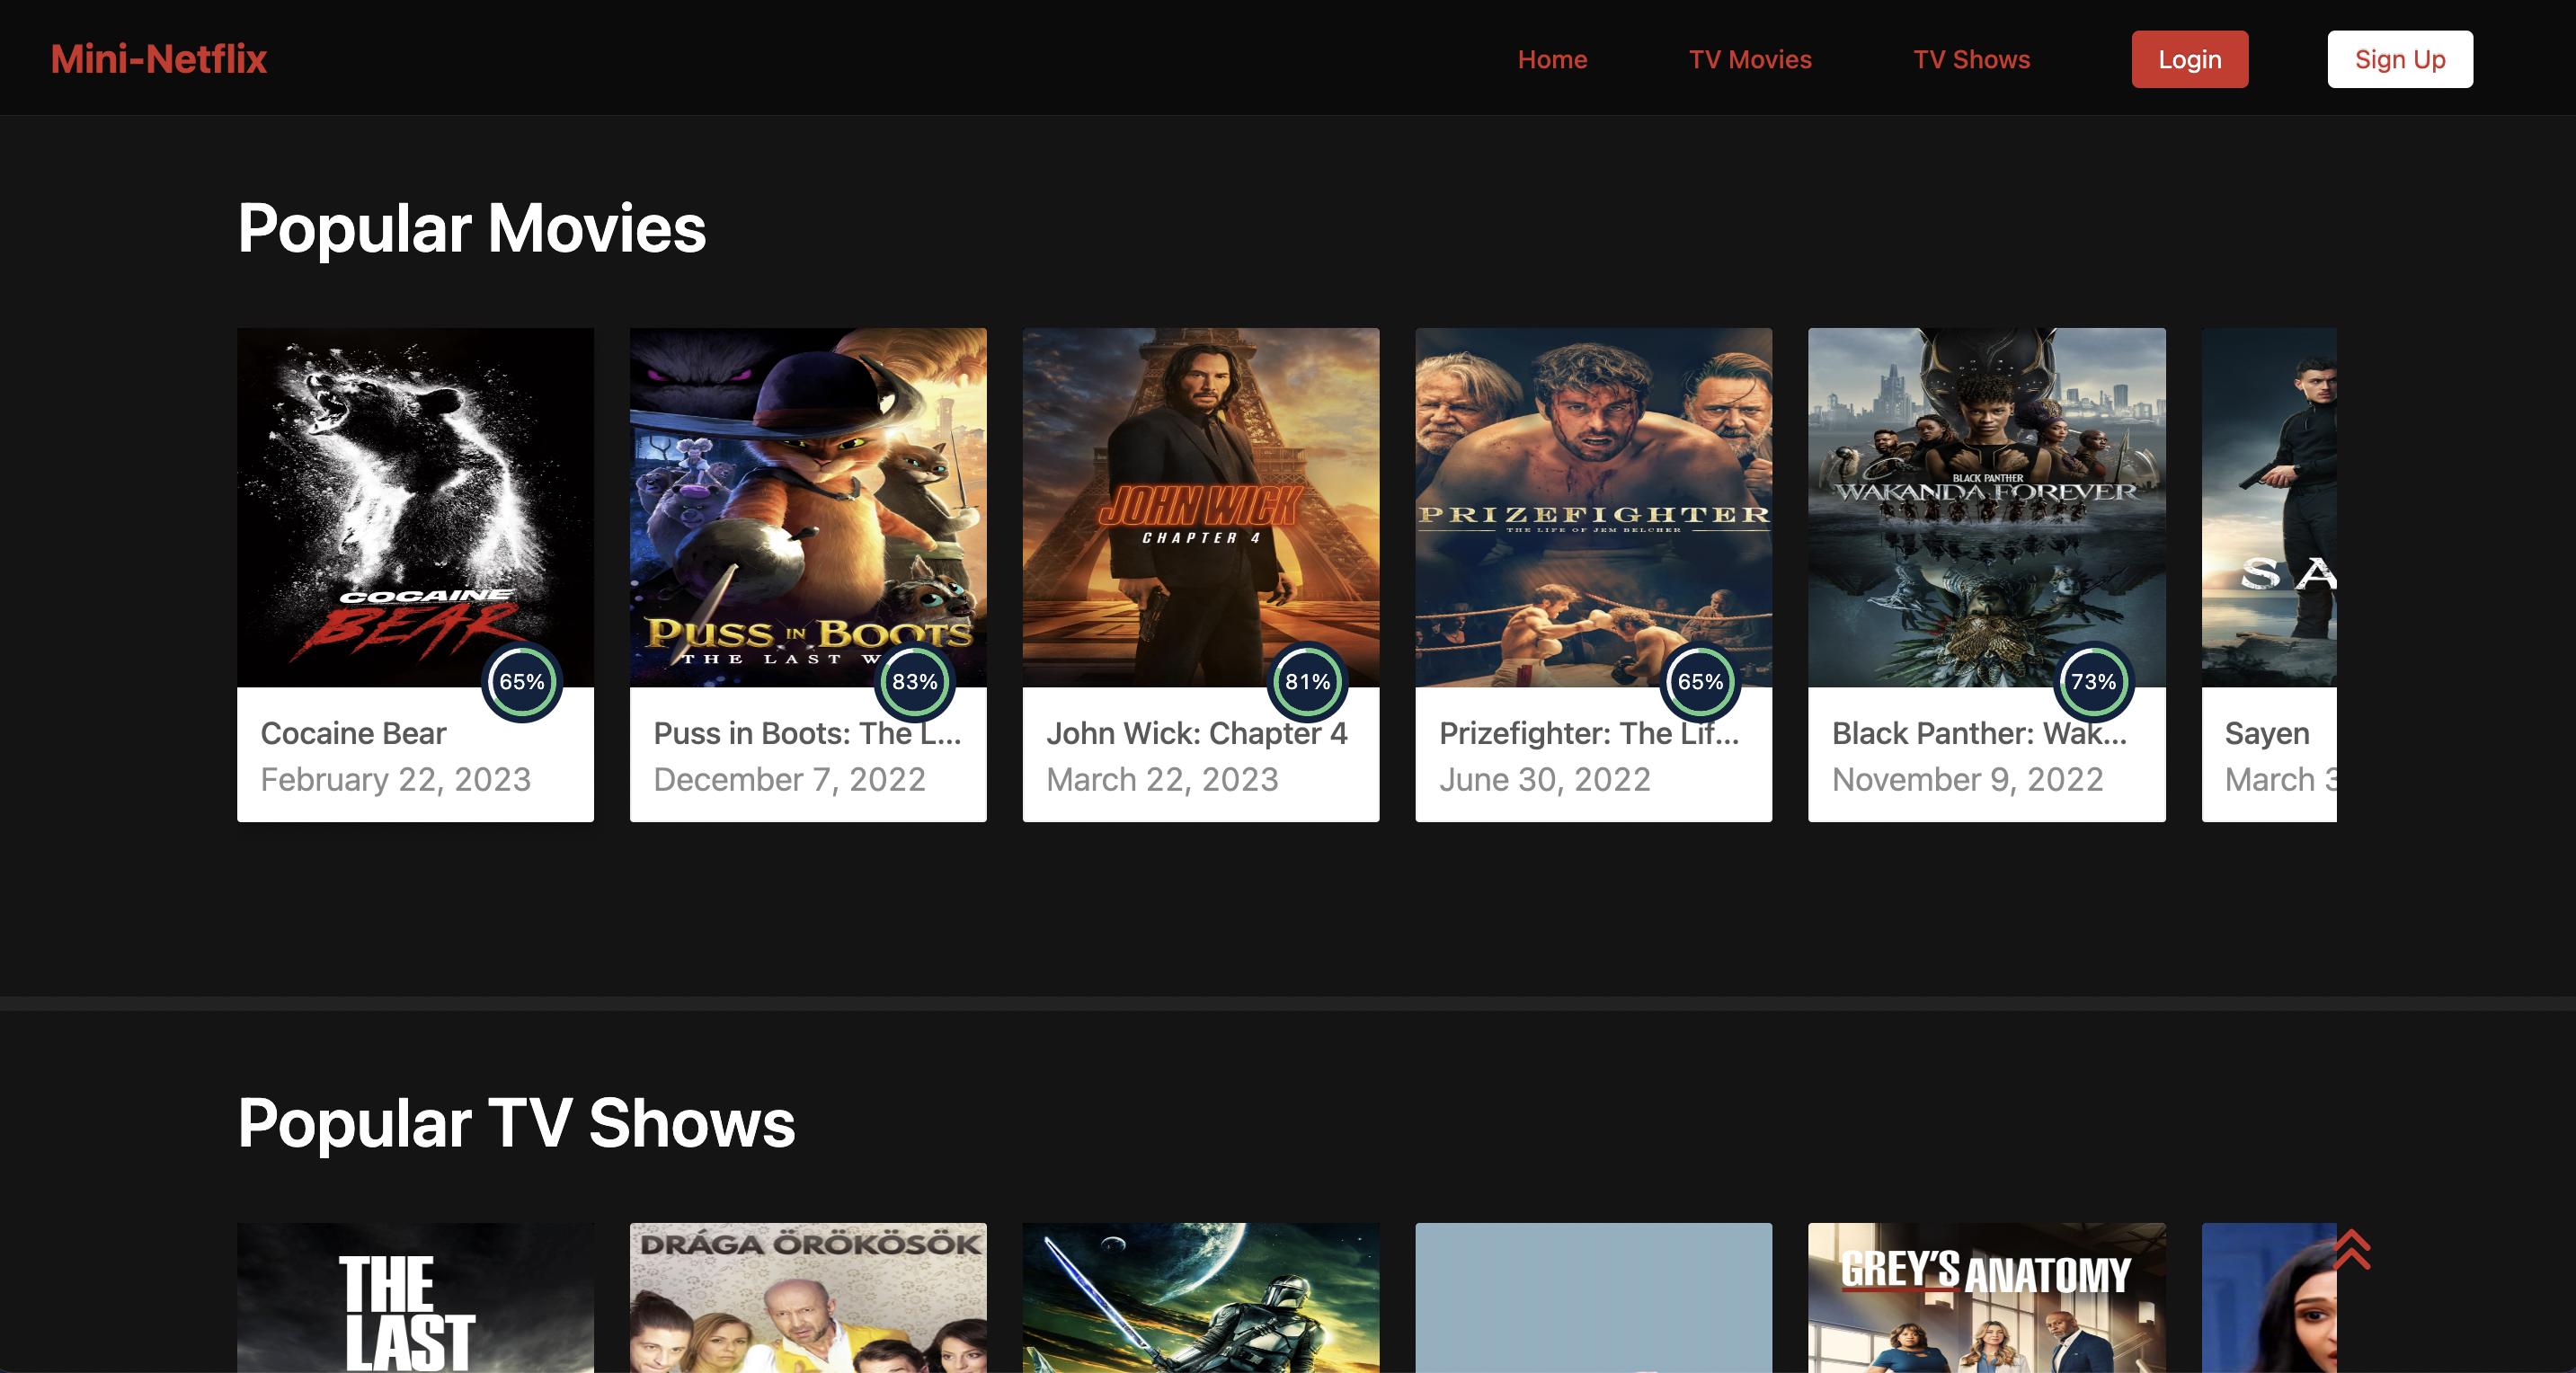 Mini-Netflix
Home
TV Movies
TV Shows
Login
Sign Up
Popular Movies
COCAINE
BEAR
65%
Cocaine Bear
February 22, 2023
PUSS IN BOOTS
THE LAST W
83%
Puss in Boots: The L...
December 7, 2022
JOHN WICK
CHAPTER 4
81%
John Wick: Chapter 4
March 22, 2023
PRIZEFIGHTER
THE LIFE OF JEM BELCHER
65%
Prizefighter: The Lif...
June 30, 2022
BLACK PANTHER
WAKANDA FOREVER
73%
Black Panther: Wak...
November 9, 2022
SA
Sayen
March 3
Popular TV Shows
THE
LAST
DRÁGA ÖRÖKÖSÖK
GREY'S ANATOMY